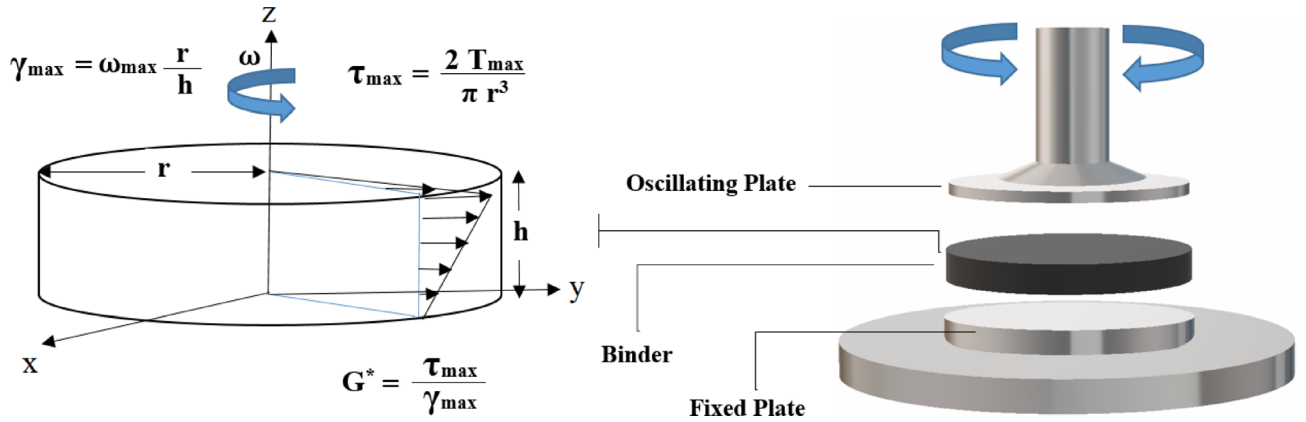 z
γmax = ωmax r/h
ω
τmax = 2 Tmax / π r³
r
h
y
x
G* = τmax / γmax
Oscillating Plate
Binder
Fixed Plate